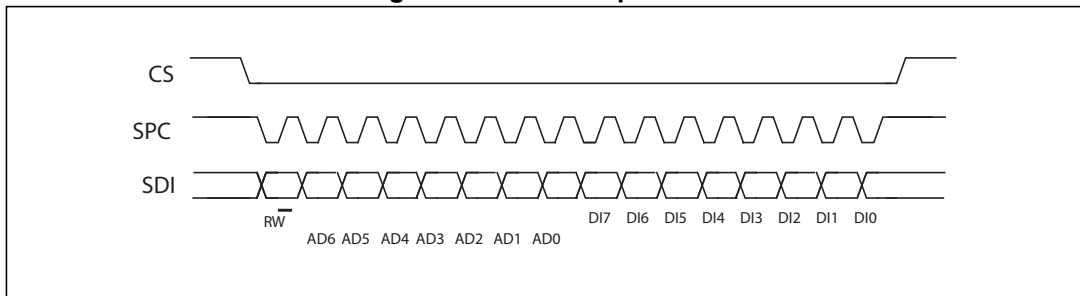 CS
SPC
SDI
RW
DI7 DI6 DI5 DI4 DI3 DI2 DI1 DI0
AD6 AD5 AD4 AD3 AD2 AD1 AD0